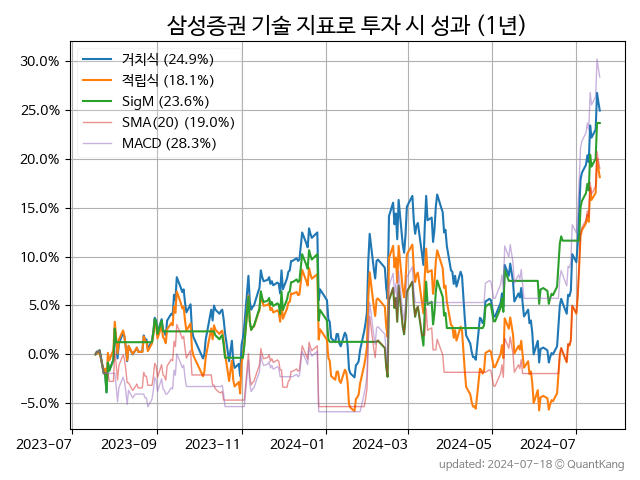 삼성증권 기술 지표로 투자 시 성과 (1년)
30.0%
25.0%
20.0%
15.0%
10.0%
5.0%
0.0%
−5.0%
거치식 (24.9%)
적립식 (18.1%)
SigM (23.6%)
SMA(20) (19.0%)
MACD (28.3%)
2023-07 2023-09 2023-11 2024-01 2024-03 2024-05 2024-07
updated: 2024-07-18 © QuantKang